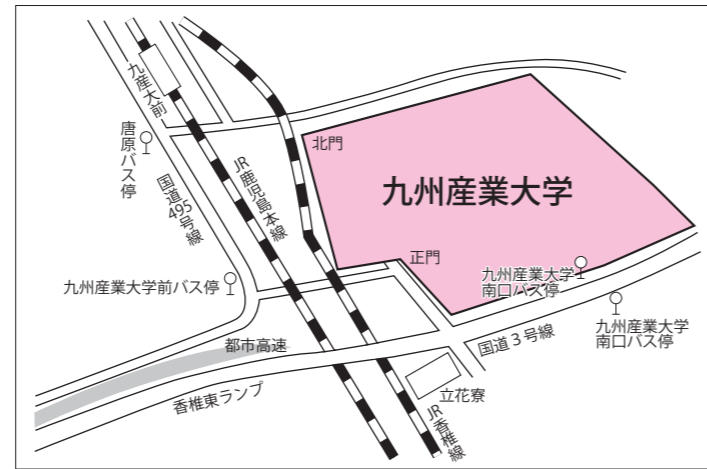 九産大前
唐原バス停
国道495号線
JR鹿児島本線
北門
九州産業大学
正門
九州産業大学
南口バス停
九州産業大学前バス停
九州産業大学
南口バス停
国道3号線
都市高速
香椎東ランプ
立花寮
JR香椎線